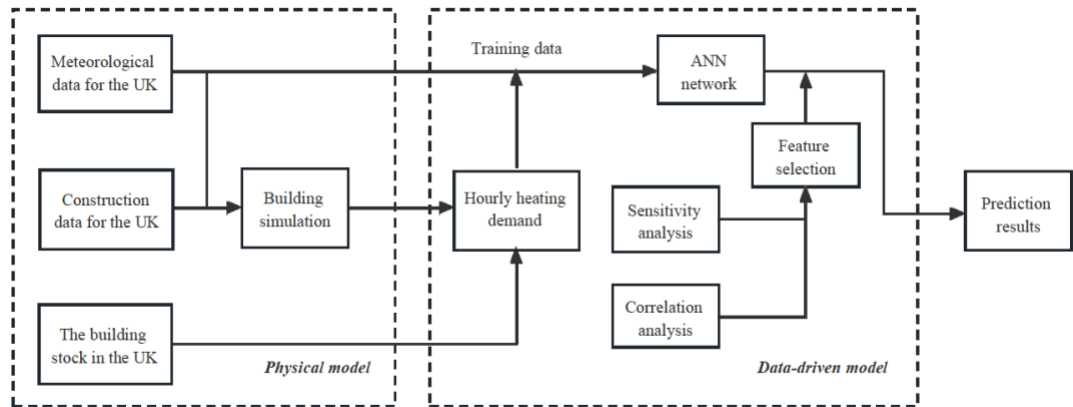 Meteorological
data for the UK
Training data
ANN
network
Construction
data for the UK
Building
simulation
Hourly heating
demand
Feature
selection
Sensitivity
analysis
Prediction
results
Correlation
analysis
The building
stock in the UK
Physical model
Data-driven model